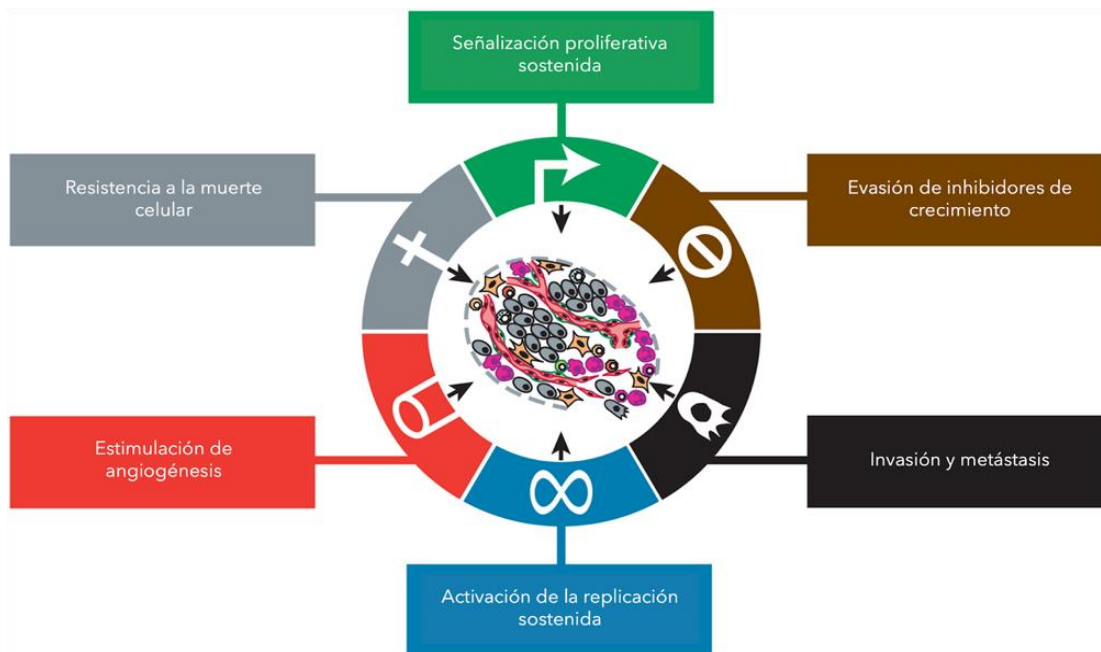 Señalización proliferativa
sostenida
Resistencia a la muerte
celular
Evasión de inhibidores de
crecimiento
Estimulación de
angiogénesis
Invasión y metástasis
Activación de la replicación
sostenida